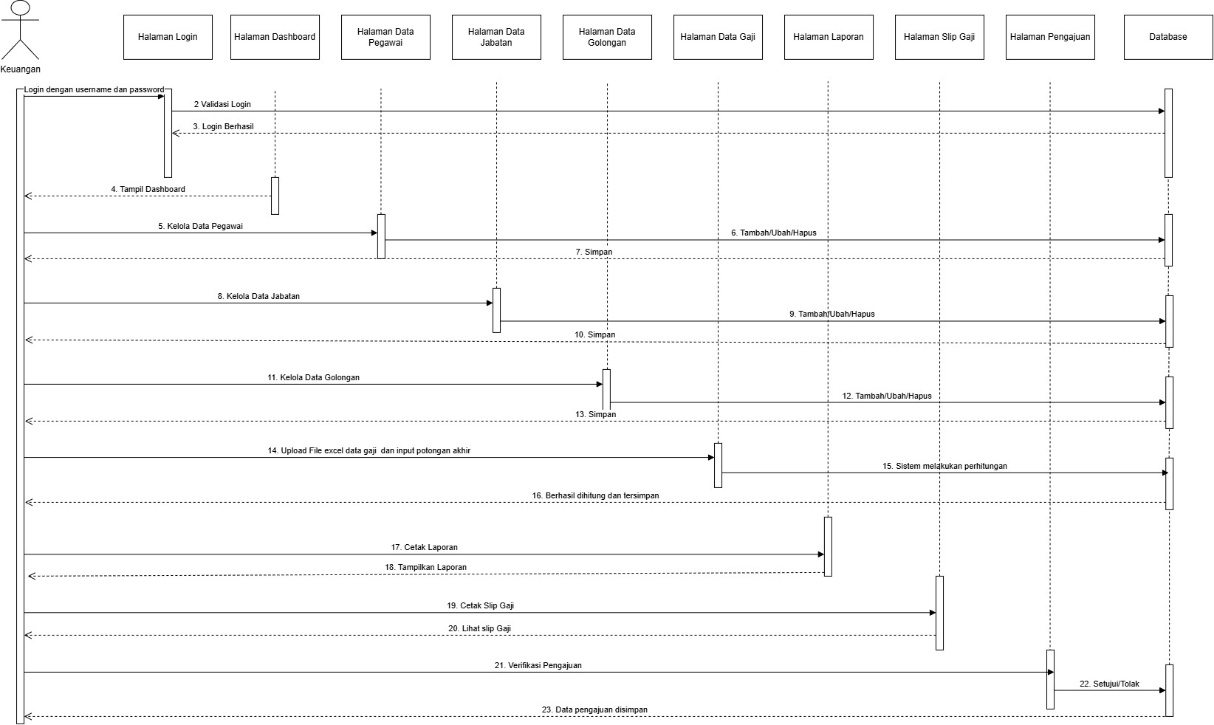 Keuangan
Halaman Login
Halaman Dashboard
Halaman Data
Pegawai
Halaman Data
Jabatan
Halaman Data
Golongan
Halaman Data Gaji
Halaman Laporan
Halaman Slip Gaji
Halaman Pengajuan
Database
Login dengan username dan password
2 Validasi Login
3. Login Berhasil
4. Tampil Dashboard
5. Kelola Data Pegawai
6. Tambah/Ubah/Hapus
7. Simpan
8. Kelola Data Jabatan
9. Tambah/Ubah/Hapus
10. Simpan
11. Kelola Data Golongan
12. Tambah/Ubah/Hapus
13. Simpan
14. Upload File excel data gaji dan input potongan akhir
15. Sistem melakukan perhitungan
16. Berhasil dihitung dan tersimpan
17. Cetak Laporan
18. Tampilkan Laporan
19. Cetak Slip Gaji
20. Lihat slip Gaji
21. Verifikasi Pengajuan
22. Setujui/Tolak
23. Data pengajuan disimpan